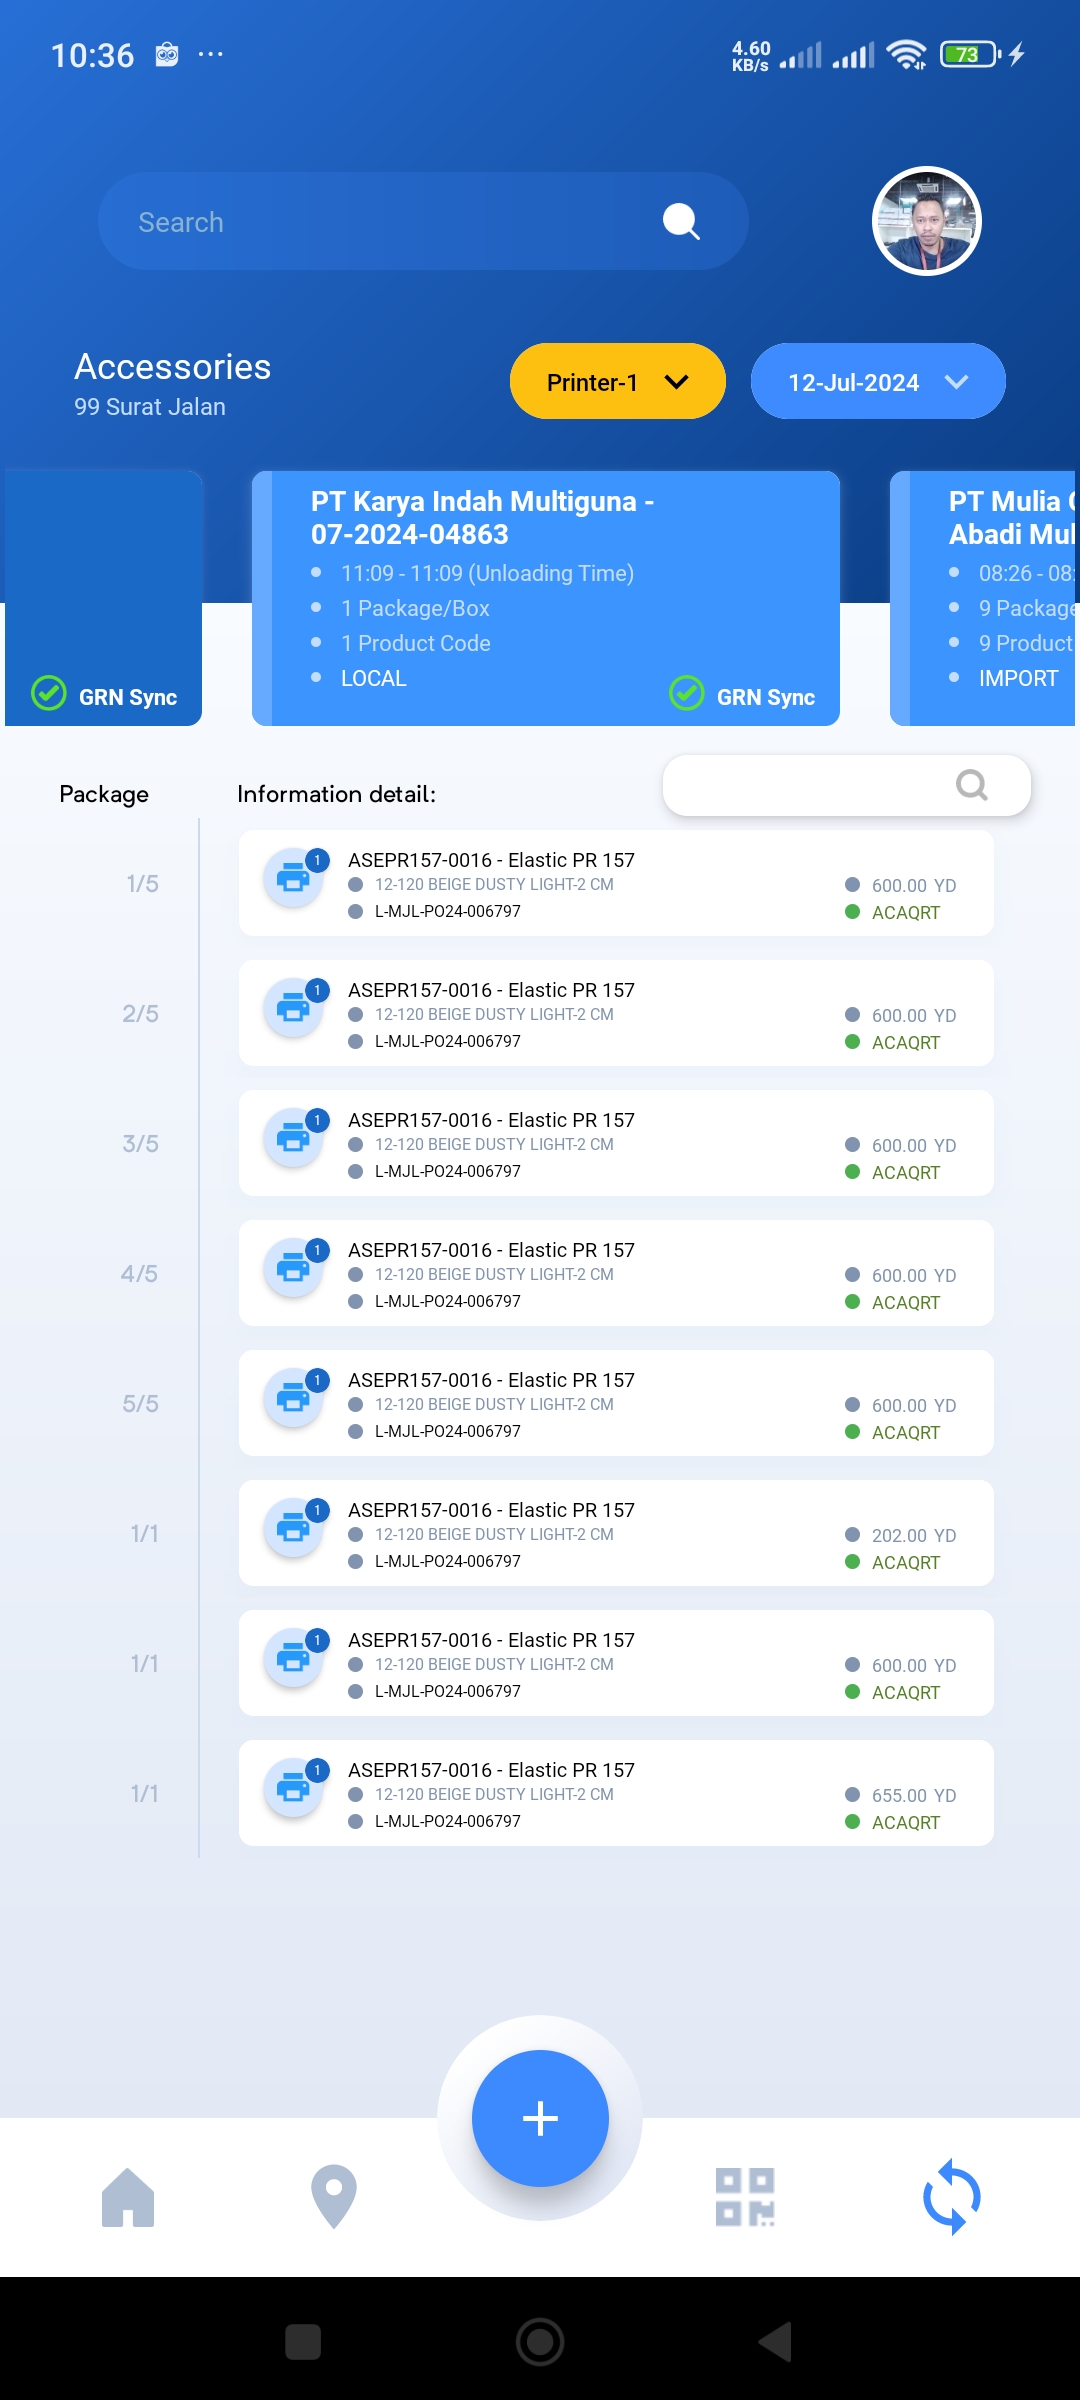 10:36
4.60
KB/s
73
Search
Accessories
99 Surat Jalan
Printer-1
12-Jul-2024
GRN Sync
PT Karya Indah Multiguna -
07-2024-04863
11:09 - 11:09 (Unloading Time)
1 Package/Box
1 Product Code
LOCAL
GRN Sync
PT Mulia
Abadi
08:26 - 08:
9 Package
9 Product
IMPORT
Package
Information detail:
1/5
1
ASEPR157-0016 - Elastic PR 157
12-120 BEIGE DUSTY LIGHT-2 CM
600.00 YD
L-MJL-PO24-006797
ACAQRT
2/5
1
ASEPR157-0016 - Elastic PR 157
12-120 BEIGE DUSTY LIGHT-2 CM
600.00 YD
L-MJL-PO24-006797
ACAQRT
3/5
1
ASEPR157-0016 - Elastic PR 157
12-120 BEIGE DUSTY LIGHT-2 CM
600.00 YD
L-MJL-PO24-006797
ACAQRT
4/5
1
ASEPR157-0016 - Elastic PR 157
12-120 BEIGE DUSTY LIGHT-2 CM
600.00 YD
L-MJL-PO24-006797
ACAQRT
5/5
1
ASEPR157-0016 - Elastic PR 157
12-120 BEIGE DUSTY LIGHT-2 CM
600.00 YD
L-MJL-PO24-006797
ACAQRT
1/1
1
ASEPR157-0016 - Elastic PR 157
12-120 BEIGE DUSTY LIGHT-2 CM
202.00 YD
L-MJL-PO24-006797
ACAQRT
1/1
1
ASEPR157-0016 - Elastic PR 157
12-120 BEIGE DUSTY LIGHT-2 CM
600.00 YD
L-MJL-PO24-006797
ACAQRT
1/1
1
ASEPR157-0016 - Elastic PR 157
12-120 BEIGE DUSTY LIGHT-2 CM
655.00 YD
L-MJL-PO24-006797
ACAQRT